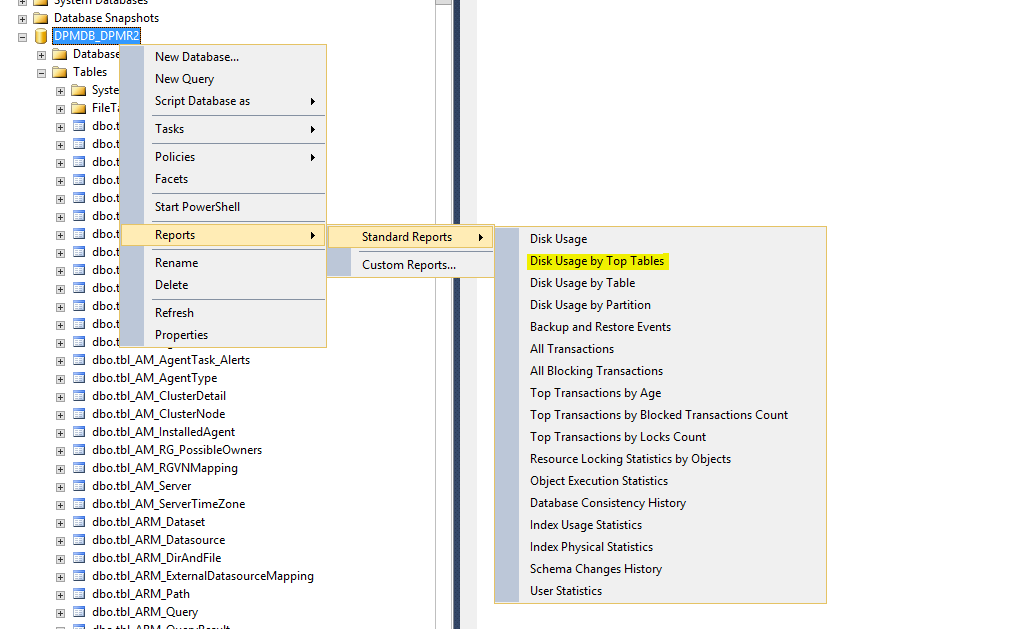 System Databases
Database Snapshots
DPMDB_DPMR2
Database
Tables
Syste
FileTa
dbo.t
dbo.t
dbo.t
dbo.t
dbo.t
dbo.t
dbo.t
dbo.t
dbo.t
dbo.t
dbo.t
dbo.t
dbo.t
dbo.tbl_AM_AgentTask_Alerts
dbo.tbl_AM_AgentType
dbo.tbl_AM_ClusterDetail
dbo.tbl_AM_ClusterNode
dbo.tbl_AM_InstalledAgent
dbo.tbl_AM_RG_PossibleOwners
dbo.tbl_AM_RGVNMapping
dbo.tbl_AM_Server
dbo.tbl_AM_ServerTimeZone
dbo.tbl_ARM_Dataset
dbo.tbl_ARM_Datasource
dbo.tbl_ARM_DirAndFile
dbo.tbl_ARM_ExternalDatasourceMapping
dbo.tbl_ARM_Path
dbo.tbl_ARM_Query
dbo.tbl_ARM_QueryResult
New Database...
New Query
Script Database as
Tasks
Policies
Facets
Start PowerShell
Reports
Rename
Delete
Refresh
Properties
Standard Reports
Custom Reports...
Disk Usage
Disk Usage by Top Tables
Disk Usage by Table
Disk Usage by Partition
Backup and Restore Events
All Transactions
All Blocking Transactions
Top Transactions by Age
Top Transactions by Blocked Transactions Count
Top Transactions by Locks Count
Resource Locking Statistics by Objects
Object Execution Statistics
Database Consistency History
Index Usage Statistics
Index Physical Statistics
Schema Changes History
User Statistics